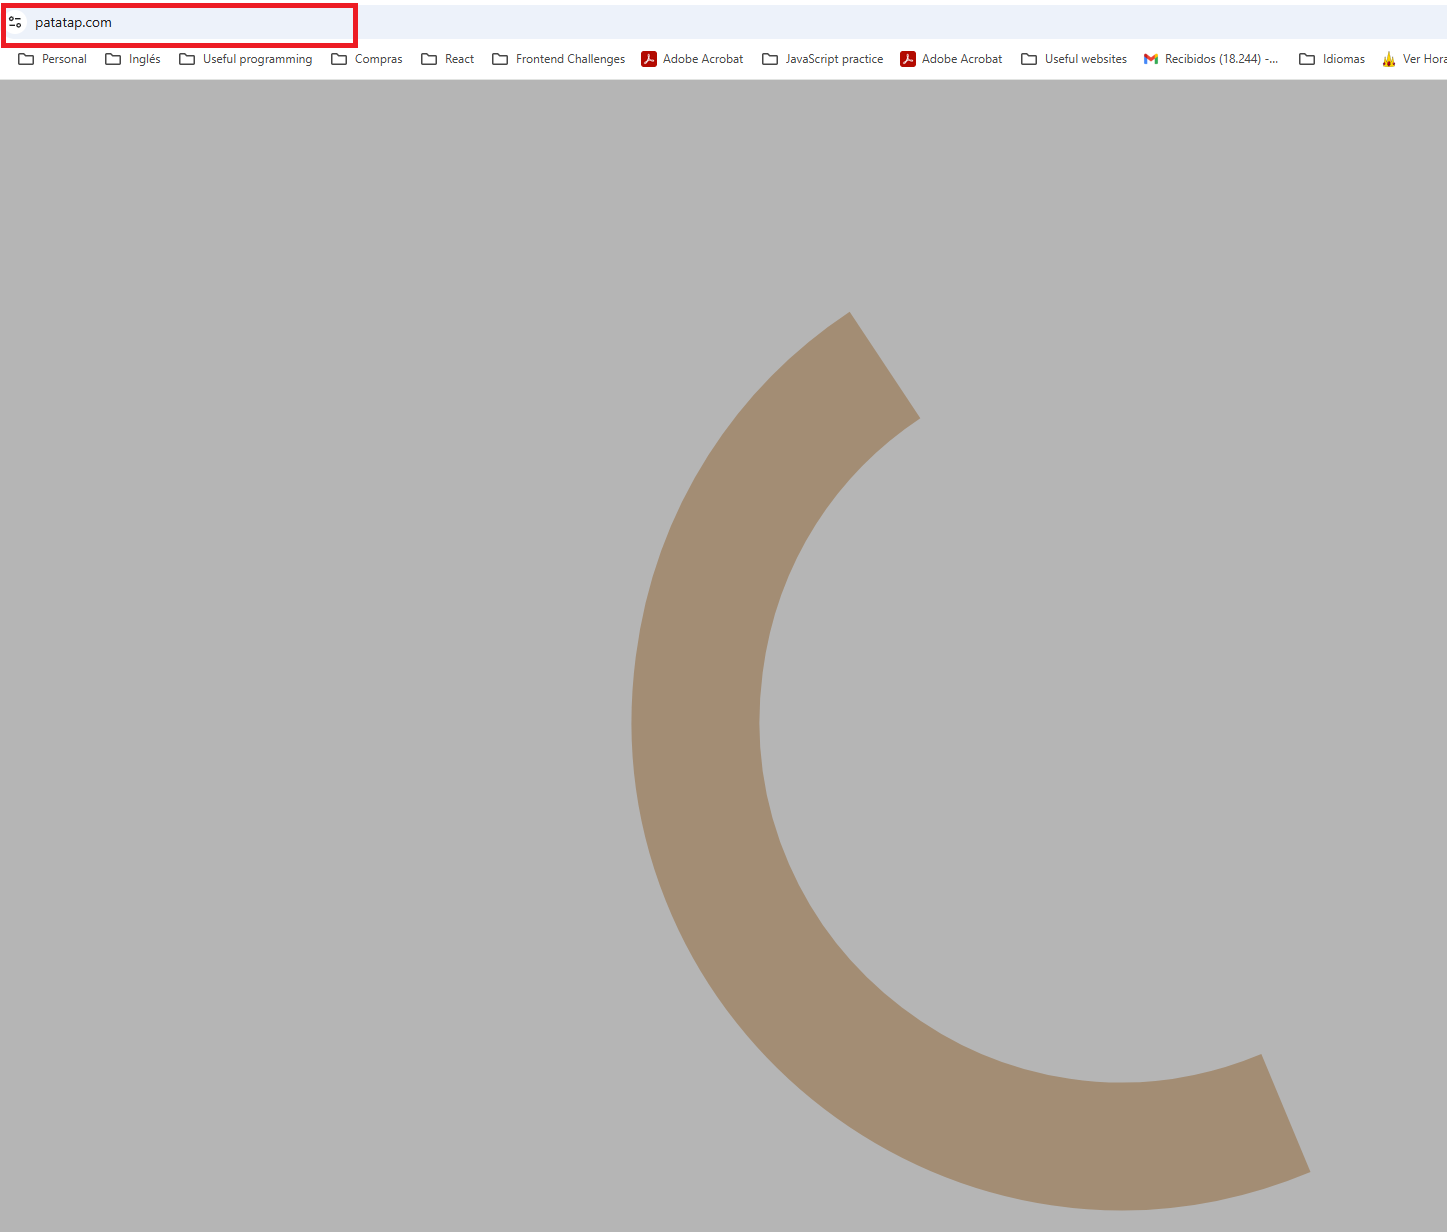 patatap.com
Personal Inglés Useful programming Compras React Frontend Challenges Adobe Acrobat JavaScript practice Adobe Acrobat Useful websites Recibidos (18.244) -... Idiomas Ver Hora